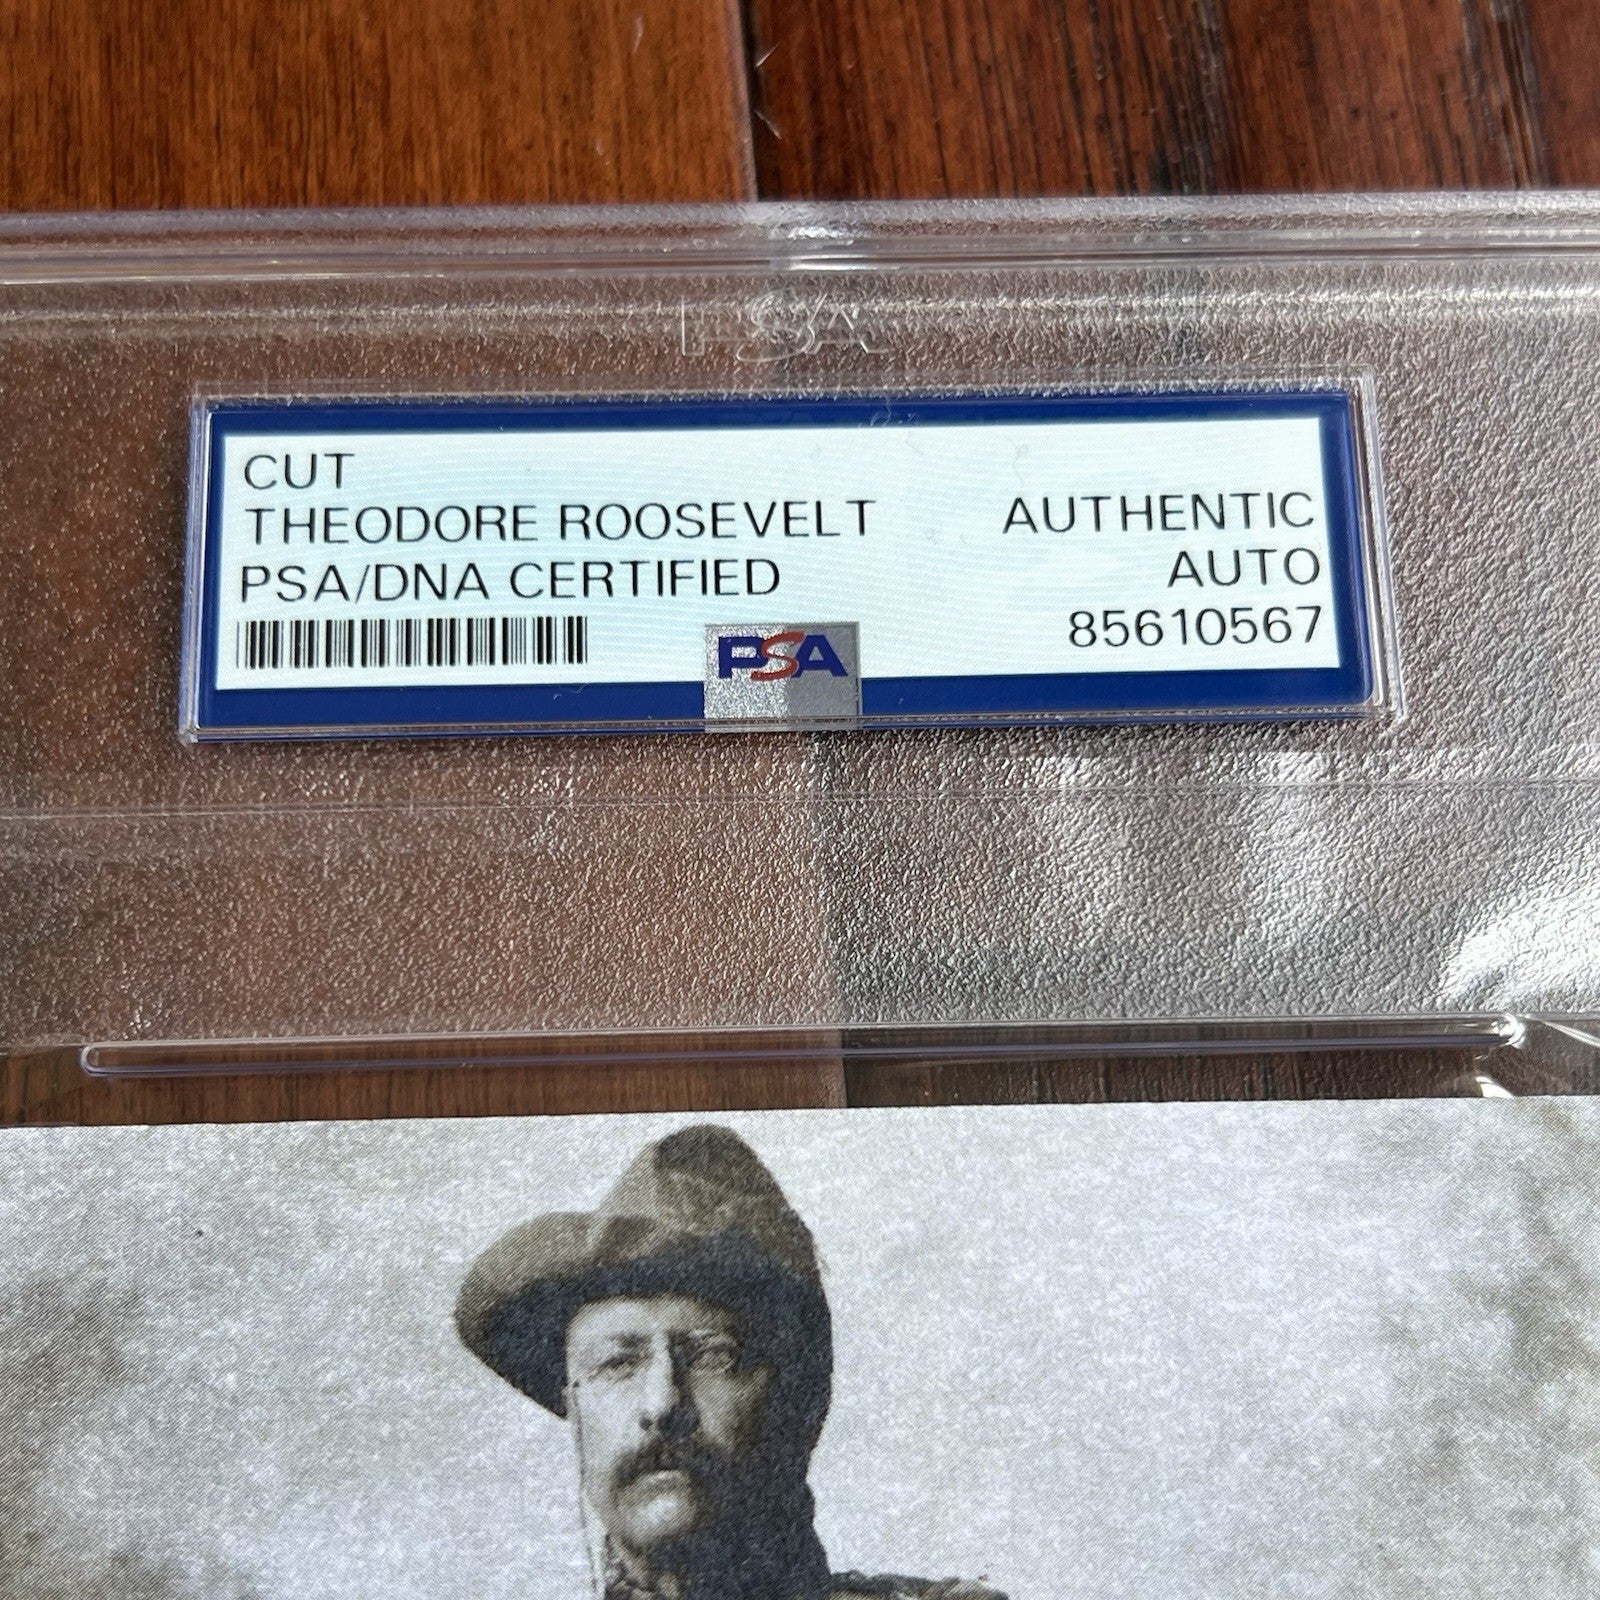 PSA
CUT
THEODORE ROOSEVELT
PSA/DNA CERTIFIED
AUTHENTIC
AUTO
85610567
PSA